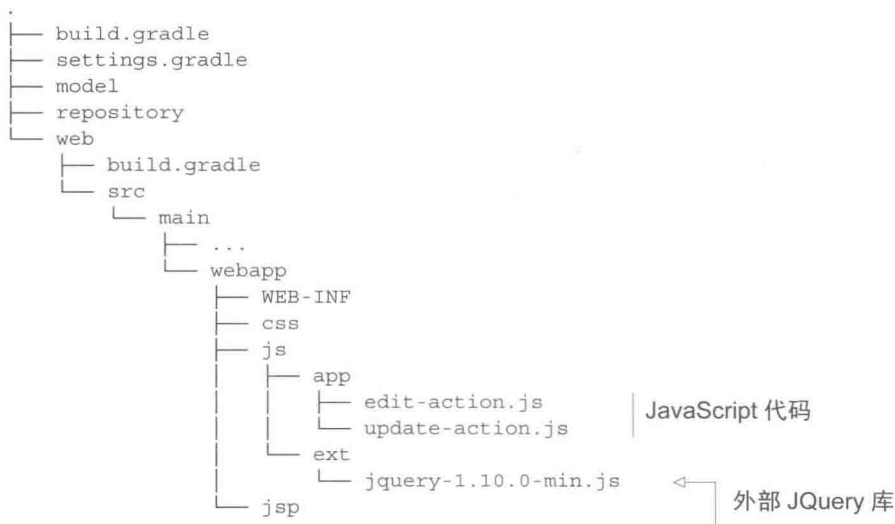 .
├── build.gradle
├── settings.gradle
├── model
├── repository
└── web
    ├── build.gradle
    └── src
        └── main
            ├── ...
            └── webapp
                ├── WEB-INF
                ├── css
                ├── js
                │   ├── app
                │   │   ├── edit-action.js
                │   │   └── update-action.js
                │   └── ext
                │       └── jquery-1.10.0-min.js
                └── jsp
JavaScript 代码
外部 JQuery 库